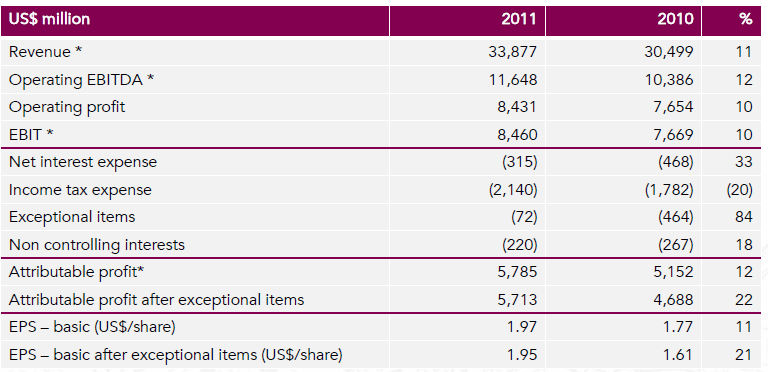 US$ million 2011 2010 %
Revenue * 33,877 30,499 11
Operating EBITDA * 11,648 10,386 12
Operating profit 8,431 7,654 10
EBIT * 8,460 7,669 10
Net interest expense (315) (468) 33
Income tax expense (2,140) (1,782) (20)
Exceptional items (72) (464) 84
Non controlling interests (220) (267) 18
Attributable profit* 5,785 5,152 12
Attributable profit after exceptional items 5,713 4,688 22
EPS – basic (US$/share) 1.97 1.77 11
EPS – basic after exceptional items (US$/share) 1.95 1.61 21